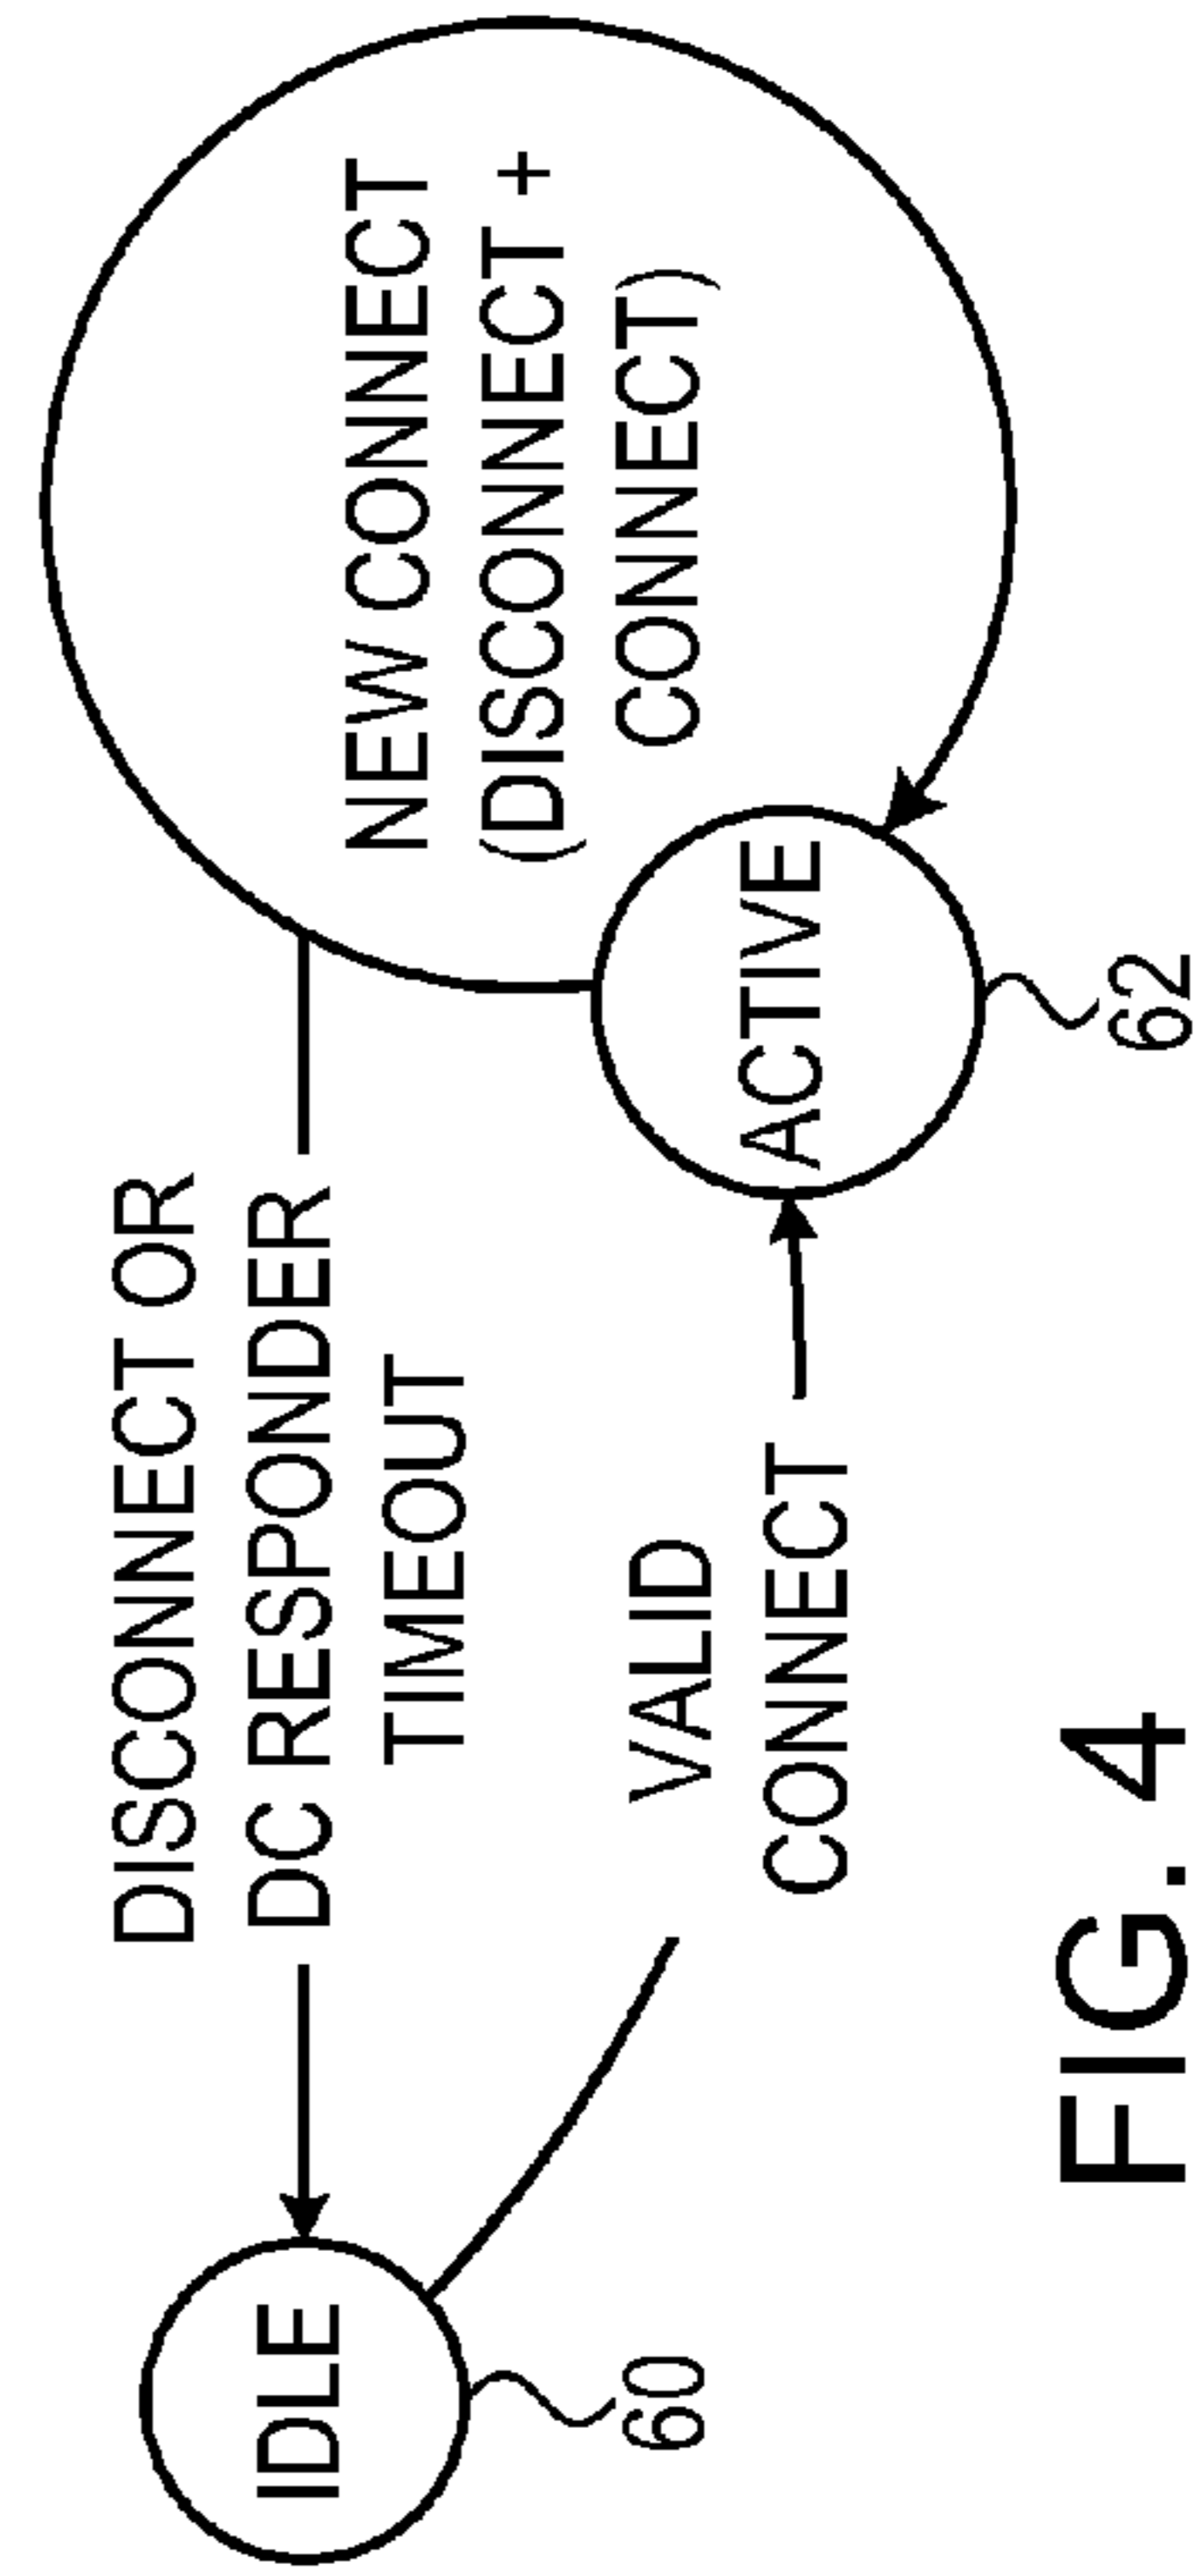 DISCONNECT OR
DC RESPONDER
TIMEOUT
NEW CONNECT
(DISCONNECT +
CONNECT)
IDLE
60
VALID
CONNECT
ACTIVE
62
FIG. 4